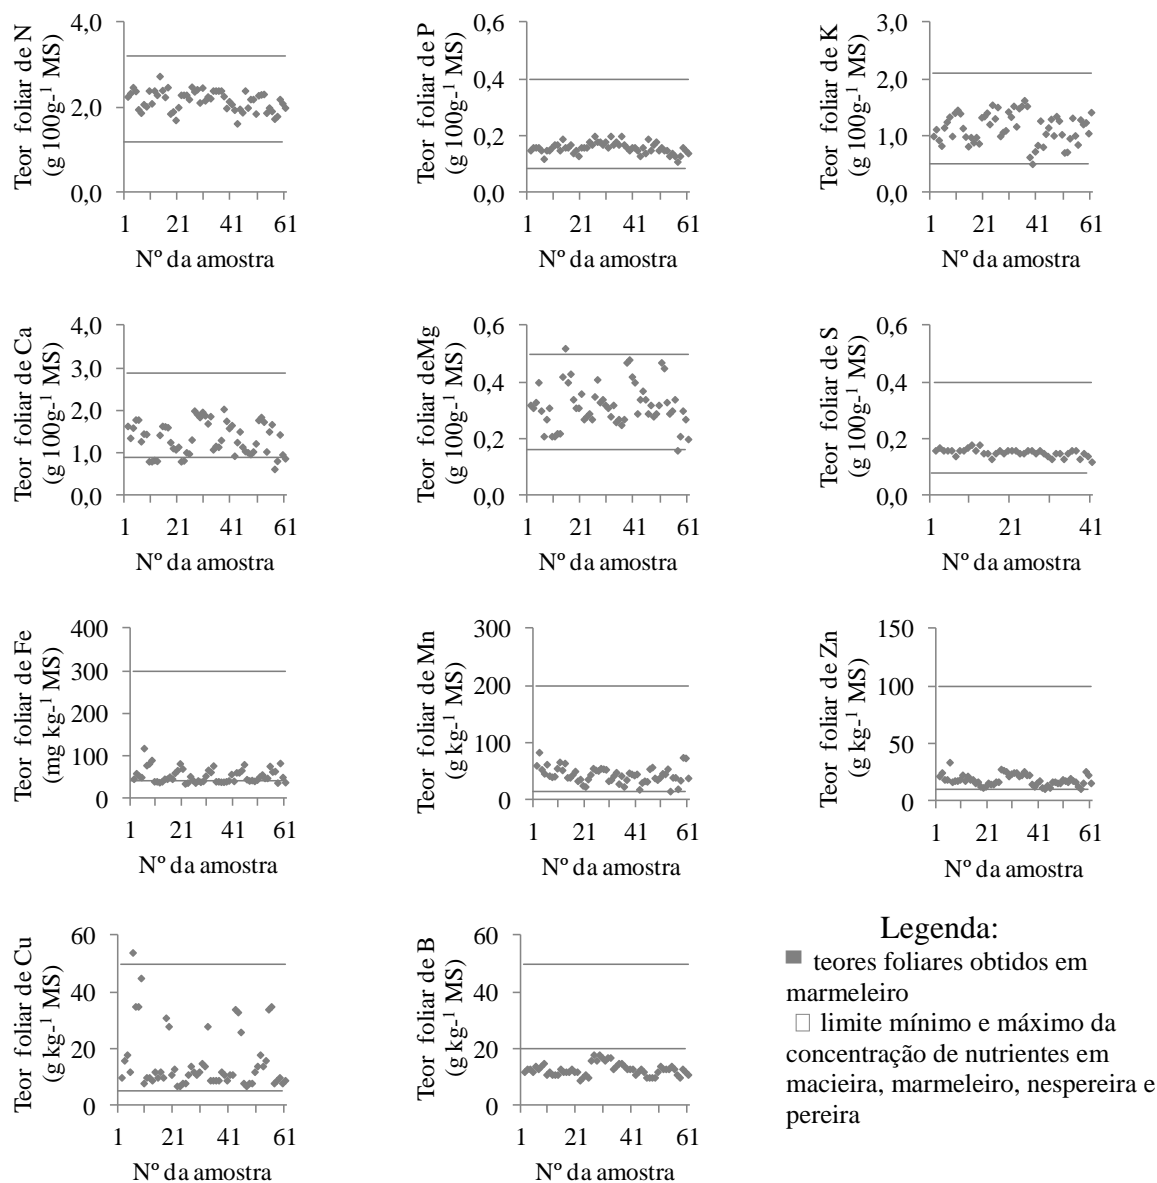 Teor foliar de N
(g 100g-¹ MS)
4,0
3,0
2,0
1,0
0,0
1 21 41 61
Nº da amostra
Teor foliar de P
(g 100g-¹ MS)
0,6
0,4
0,2
0,0
1 21 41 61
Nº da amostra
Teor foliar de K
(g 100g-¹ MS)
3,0
2,0
1,0
0,0
1 21 41 61
Nº da amostra
Teor foliar de Ca
(g 100g-¹ MS)
4,0
3,0
2,0
1,0
0,0
1 21 41 61
Nº da amostra
Teor foliar deMg
(g 100g-¹ MS)
0,6
0,4
0,2
0,0
1 21 41 61
Nº da amostra
Teor foliar de S
(g 100g-¹ MS)
0,6
0,4
0,2
0,0
1 21 41
Nº da amostra
Teor foliar de Fe
(mg kg-¹ MS)
400
300
200
100
0
1 21 41 61
Nº da amostra
Teor foliar de Mn
(g kg-¹ MS)
300
200
100
0
1 21 41 61
Nº da amostra
Teor foliar de Zn
(g kg-¹ MS)
150
100
50
0
1 21 41 61
Nº da amostra
Teor foliar de Cu
(g kg-¹ MS)
60
40
20
0
1 21 41 61
Nº da amostra
Teor foliar de B
(g kg-¹ MS)
60
40
20
0
1 21 41 61
Nº da amostra
Legenda:
teores foliares obtidos em
marmeleiro
limite mínimo e máximo da
concentração de nutrientes em
macieira, marmeleiro, nespereira e
pereira